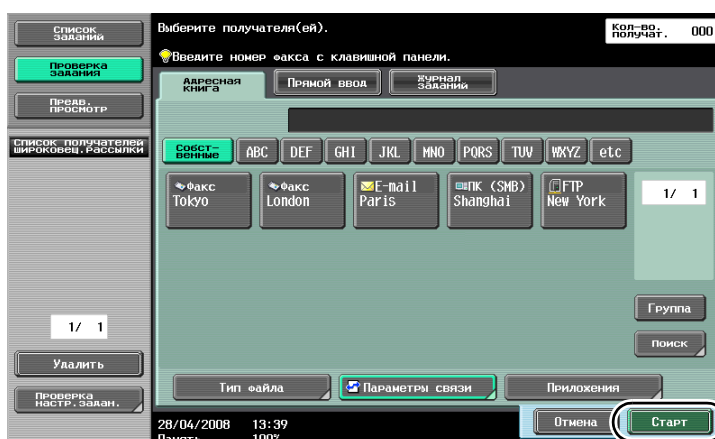 Список
заданий
Проверка
задания
Предв.
просмотр
Список получателей
широковещ.рассылки
1/ 1
Удалить
Проверка
настр.задан.
Выберите получателя(ей).
Кол-во.
получат. 000
Введите номер факса с клавишной панели.
Адресная
книга
Прямой ввод
Журнал
заданий
Собст-
венные
ABC
DEF
GHI
JKL
MNO
PQRS
TUV
WXYZ
etc
Факс
Tokyo
Факс
London
E-mail
Paris
ПК (SMB)
Shanghai
FTP
New York
1/ 1
Группа
Поиск
Тип файла
Параметры связи
Приложения
28/04/2008 13:39
Память 100%
Отмена
Старт